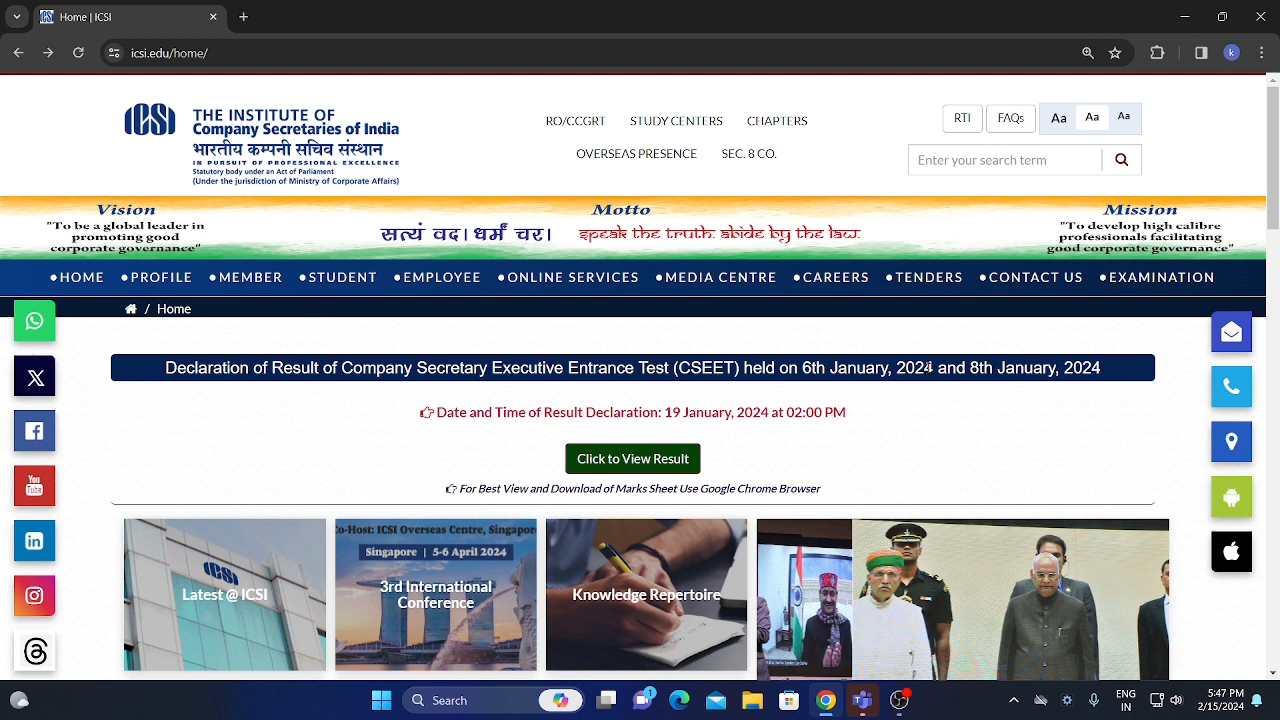 Home ICSI
icsi.edu/home/
k
THE INSTITUTE OF
Company Secretaries of India
भारतीय कम्पनी सचिव संस्थान
IN PURSUIT OF PROFESSIONAL EXCELLENCE
Statutory body under an Act of Parliament
(Under the jurisdiction of Ministry of Corporate Affairs)
ICSI
RO/CCGRT STUDY CENTERS CHAPTERS
OVERSEAS PRESENCE SEC. 8 CO.
RTI FAQs Aa Aa Aa
Enter your search term
Vision
"To be a global leader in
promoting good
corporate governance"
Motto
सत्यं वद। धर्मं चर। speak the truth. abide by the law.
Mission
"To develop high calibre
professionals facilitating
good corporate governance"
HOME PROFILE MEMBER STUDENT EMPLOYEE ONLINE SERVICES MEDIA CENTRE CAREERS TENDERS CONTACT US EXAMINATION
/ Home
Declaration of Result of Company Secretary Executive Entrance Test (CSEET) held on 6th January, 2024 and 8th January, 2024
Date and Time of Result Declaration: 19 January, 2024 at 02:00 PM
Click to View Result
For Best View and Download of Marks Sheet Use Google Chrome Browser
You
Tube
in
ICSI
Latest @ ICSI
Co-Host: ICSI Overseas Centre, Singapor
Singapore | 5-6 April 2024
3rd International
Conference
Knowledge Repertoire
Search
1
ENG
IN
5:47 PM
2/15/2024